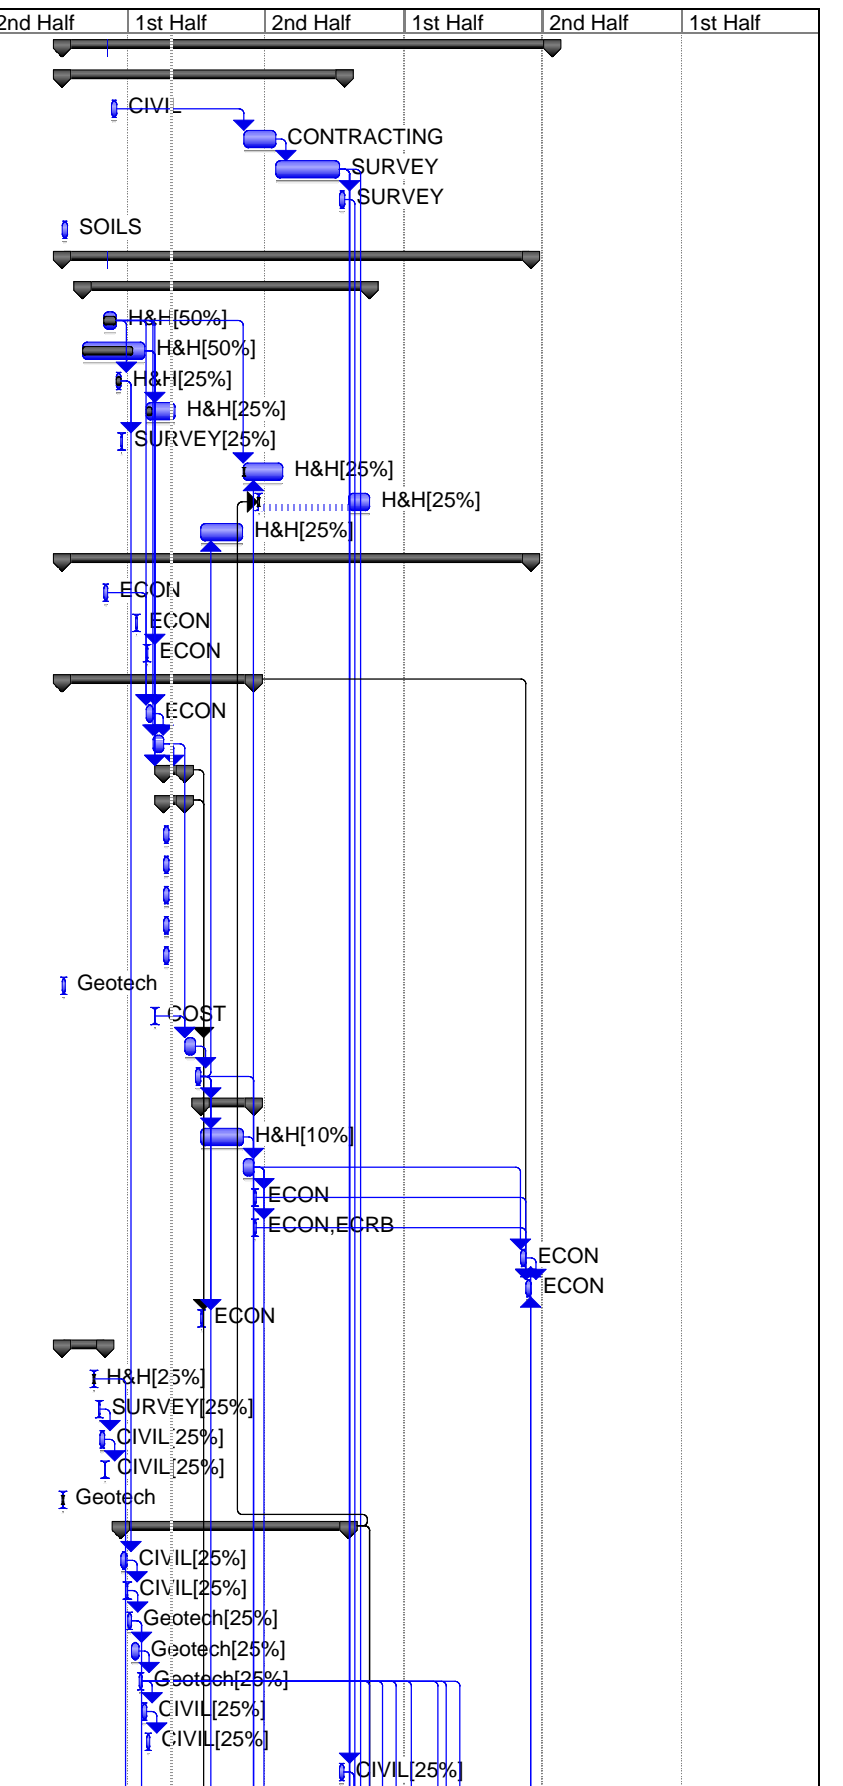 2nd Half 1st Half 2nd Half 1st Half 2nd Half 1st Half
CIVIL
CONTRACTING
SURVEY
SURVEY
SOILS
H&H[50%]
H&H[50%]
H&H[25%]
H&H[25%]
SURVEY[25%]
H&H[25%]
H&H[25%]
H&H[25%]
ECON
ECON
ECON
ECON
Geotech
COST
H&H[10%]
ECON
ECON,ECRB
ECON
ECON
ECON
H&H[25%]
SURVEY[25%]
CIVIL[25%]
CIVIL[25%]
Geotech
CIVIL[25%]
CIVIL[25%]
Geotech[25%]
Geotech[25%]
Geotech[25%]
CIVIL[25%]
CIVIL[25%]
CIVIL[25%]